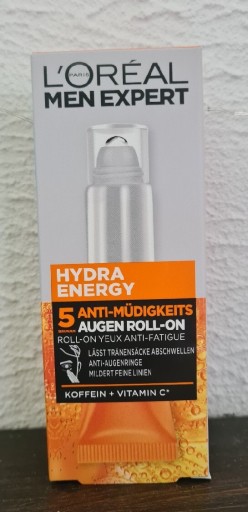 L'ORÉAL
PARIS
MEN EXPERT
HYDRA
ENERGY
5 ANTI-MÜDIGKEITS
AUGEN ROLL-ON
ROLL-ON YEUX ANTI-FATIGUE
LÄSST TRÄNENSÄCKE ABSCHWELLEN
ANTI-AUGENRINGE
MILDERT FEINE LINIEN
KOFFEIN + VITAMIN C*